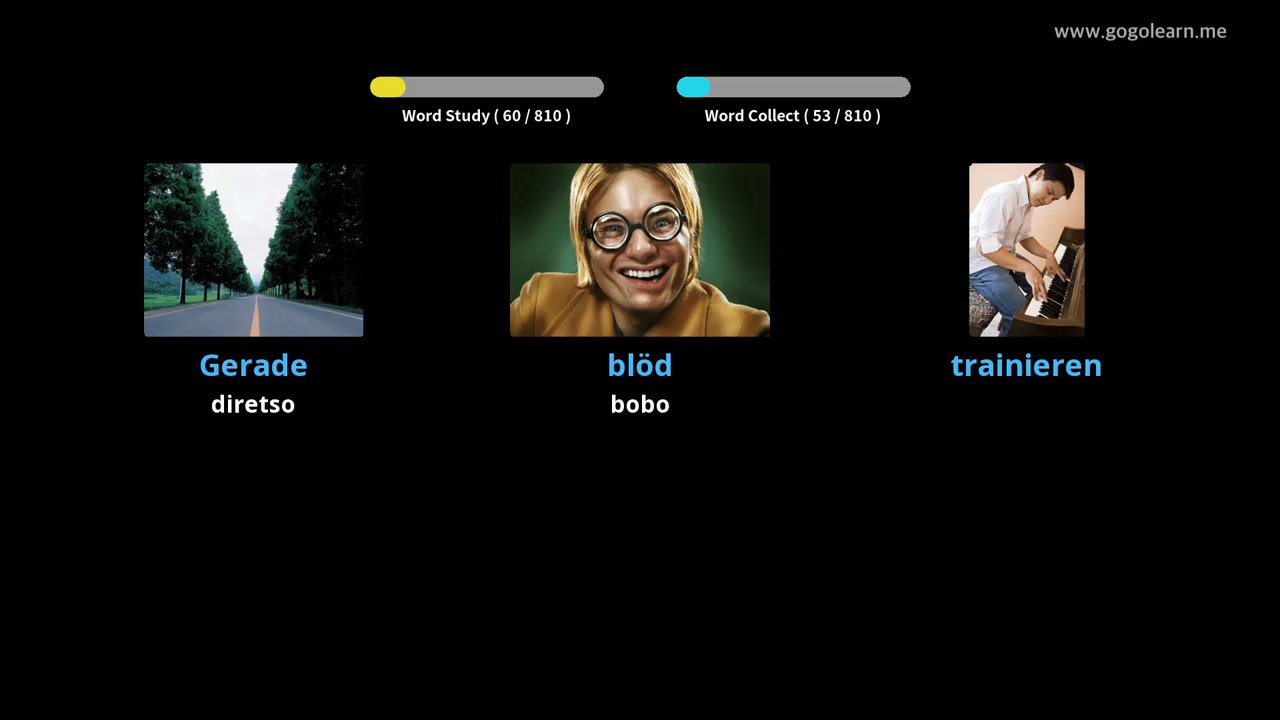 www.gogolearn.me
Word Study ( 60 / 810 )
Word Collect ( 53 / 810 )
Gerade
blöd
trainieren
diretso
bobo